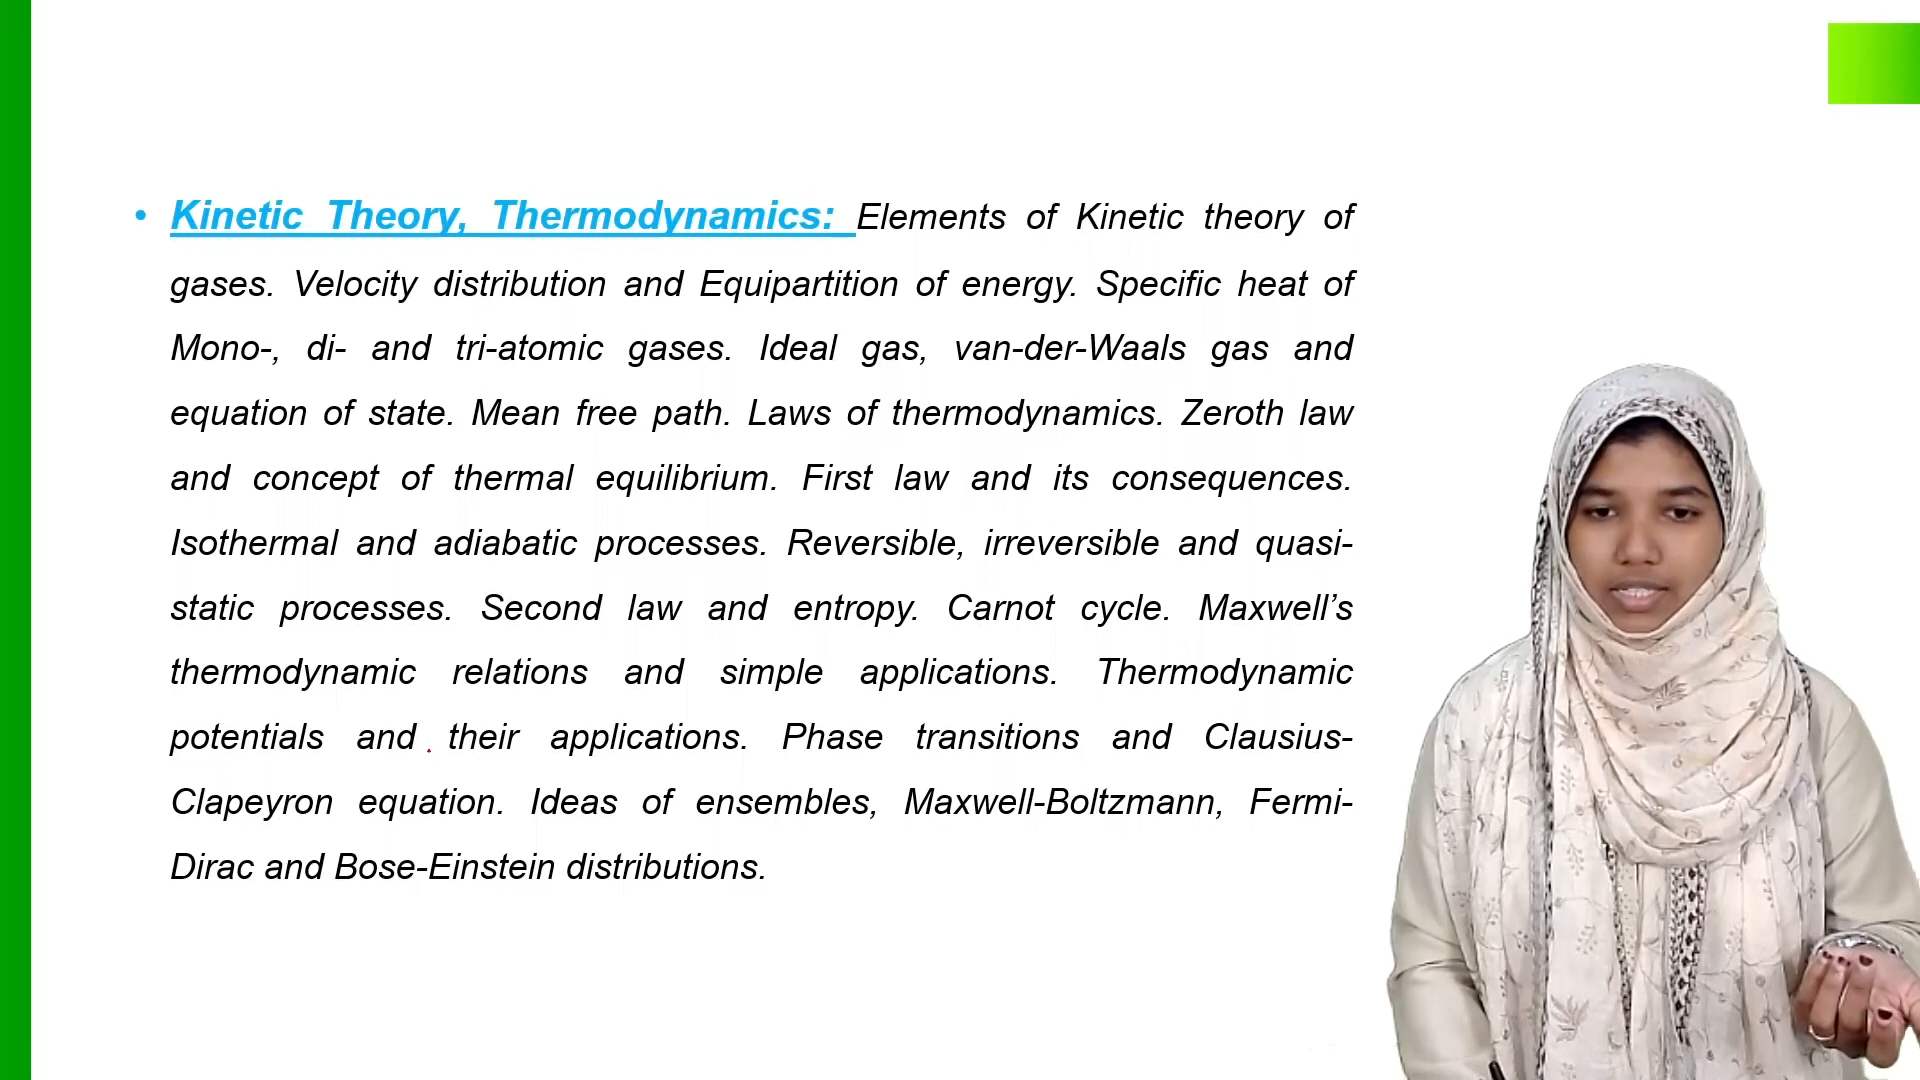 • Kinetic Theory, Thermodynamics: Elements of Kinetic theory of
gases. Velocity distribution and Equipartition of energy. Specific heat of
Mono-, di- and tri-atomic gases. Ideal gas, van-der-Waals gas and
equation of state. Mean free path. Laws of thermodynamics. Zeroth law
and concept of thermal equilibrium. First law and its consequences.
Isothermal and adiabatic processes. Reversible, irreversible and quasi-
static processes. Second law and entropy. Carnot cycle. Maxwell’s
thermodynamic relations and simple applications. Thermodynamic
potentials and their applications. Phase transitions and Clausius-
Clapeyron equation. Ideas of ensembles, Maxwell-Boltzmann, Fermi-
Dirac and Bose-Einstein distributions.